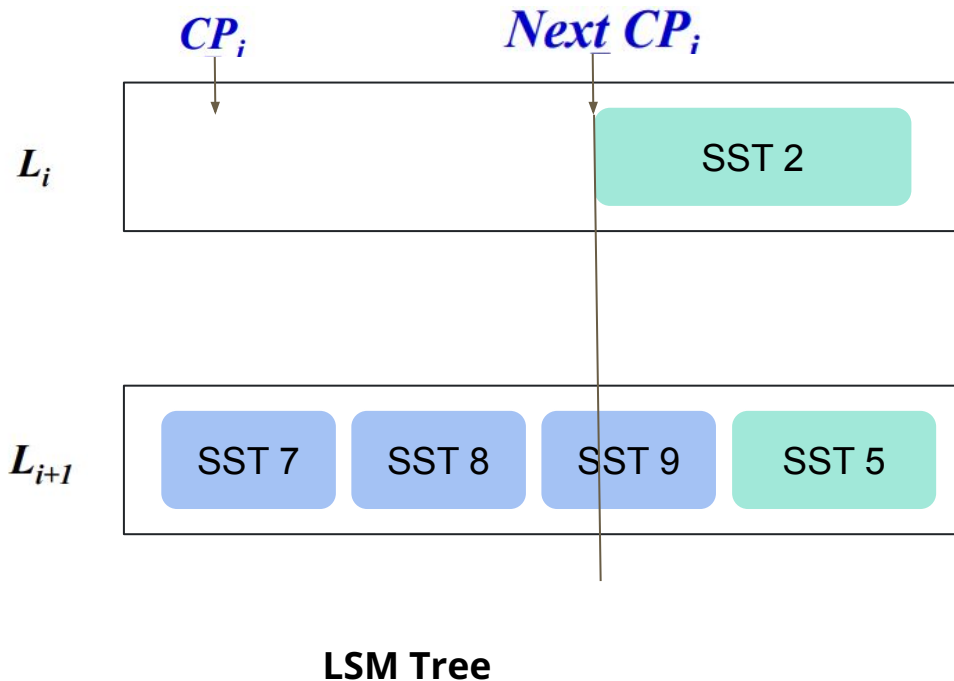 CPi Next CPi
Li
SST 2
Li+1
SST 7 SST 8 SST 9 SST 5
LSM Tree